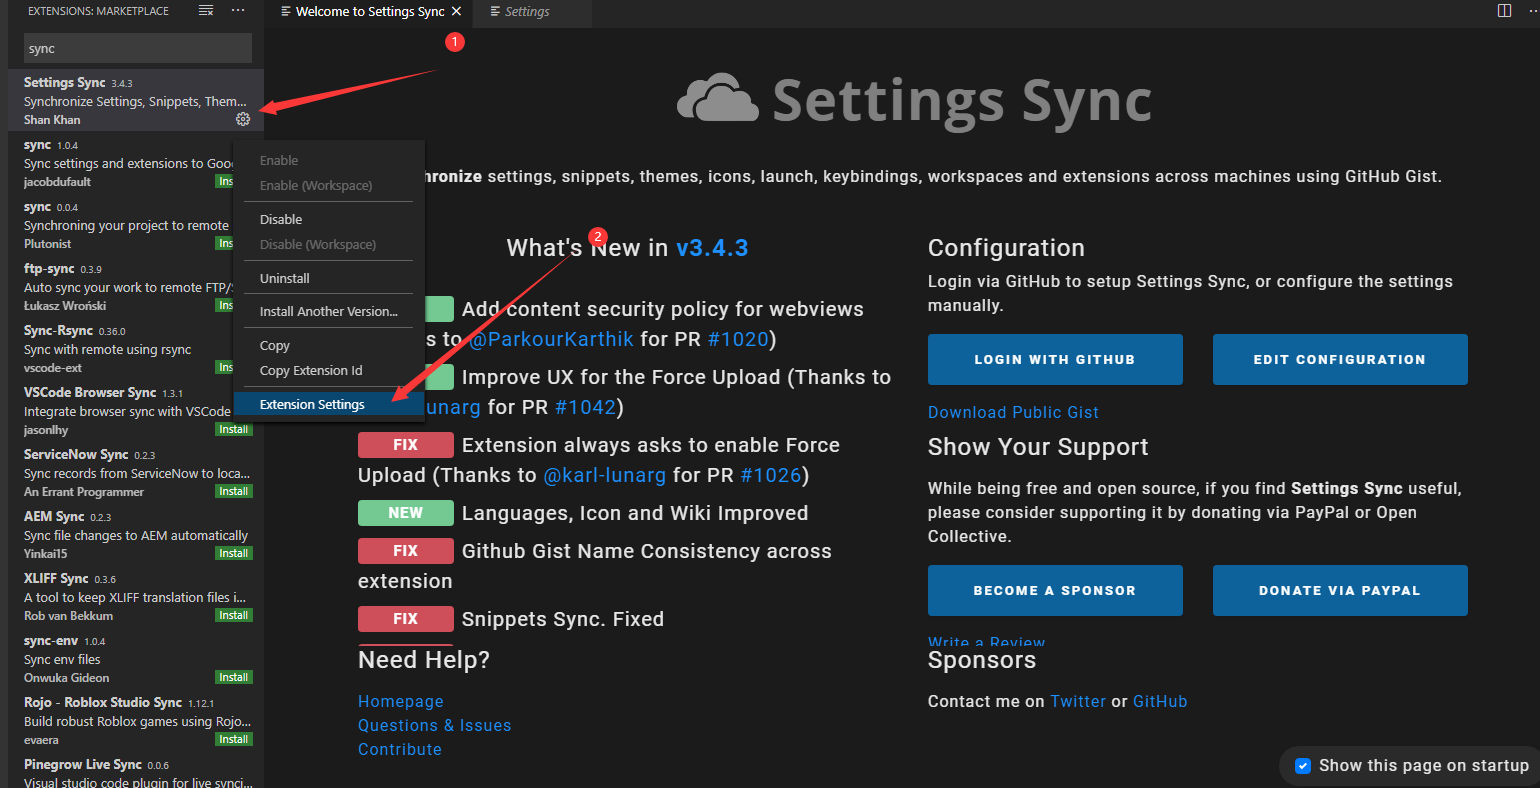 EXTENSIONS: MARKETPLACE
sync
Settings Sync 3.4.3
Synchronize Settings, Snippets, Them...
Shan Khan
sync 1.0.4
Sync settings and extensions to Goo
jacobdufault
Ins
sync 0.0.4
Synchroning your project to remote
Plutonist
Ins
ftp-sync 0.3.9
Auto sync your work to remote FTP/S
Łukasz Wroński
Ins
Sync-Rsync 0.36.0
Sync with remote using rsync
vscode-ext
Ins
VSCode Browser Sync 1.3.1
Integrate browser sync with VSCode
jasonlhy
Install
ServiceNow Sync 0.2.3
Sync records from ServiceNow to loca...
An Errant Programmer
Install
AEM Sync 0.2.3
Sync file changes to AEM automatically
Yinkai15
Install
XLIFF Sync 0.3.6
A tool to keep XLIFF translation files i...
Rob van Bekkum
Install
sync-env 1.0.4
Sync env files
Onwuka Gideon
Install
Rojo - Roblox Studio Sync 1.12.1
Build robust Roblox games using Rojo...
evaera
Install
Pinegrow Live Sync 0.0.6
Visual studio code plugin for live synci...
Enable
Enable (Workspace)
Disable
Disable (Workspace)
Uninstall
Install Another Version...
Copy
Copy Extension Id
Extension Settings
Welcome to Settings Sync
Settings
1
2
Settings Sync
hronize settings, snippets, themes, icons, launch, keybindings, workspaces and extensions across machines using GitHub Gist.
What's New in v3.4.3
Add content security policy for webviews
s to @ParkourKarthik for PR #1020)
Improve UX for the Force Upload (Thanks to
lunarg for PR #1042)
FIX Extension always asks to enable Force
Upload (Thanks to @karl-lunarg for PR #1026)
NEW Languages, Icon and Wiki Improved
FIX Github Gist Name Consistency across
extension
FIX Snippets Sync. Fixed
Need Help?
Homepage
Questions & Issues
Contribute
Configuration
Login via GitHub to setup Settings Sync, or configure the settings
manually.
LOGIN WITH GITHUB
EDIT CONFIGURATION
Download Public Gist
Show Your Support
While being free and open source, if you find Settings Sync useful,
please consider supporting it by donating via PayPal or Open
Collective.
BECOME A SPONSOR
DONATE VIA PAYPAL
Write a Review
Sponsors
Contact me on Twitter or GitHub
Show this page on startup